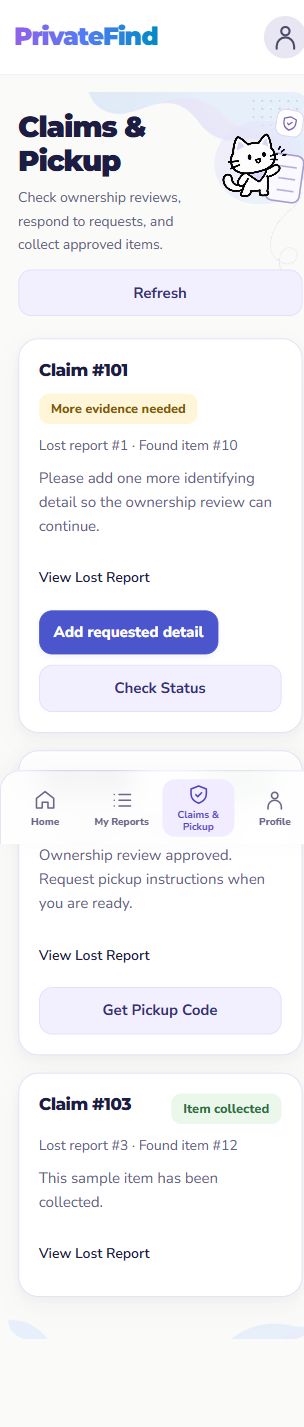 PrivateFind
Claims &
Pickup
Check ownership reviews,
respond to requests, and
collect approved items.
Refresh
Claim #101
More evidence needed
Lost report #1 · Found item #10
Please add one more identifying
detail so the ownership review can
continue.
View Lost Report
Add requested detail
Check Status
Home
My Reports
Claims &
Pickup
Profile
Ownership review approved.
Request pickup instructions when
you are ready.
View Lost Report
Get Pickup Code
Claim #103
Item collected
Lost report #3 · Found item #12
This sample item has been
collected.
View Lost Report